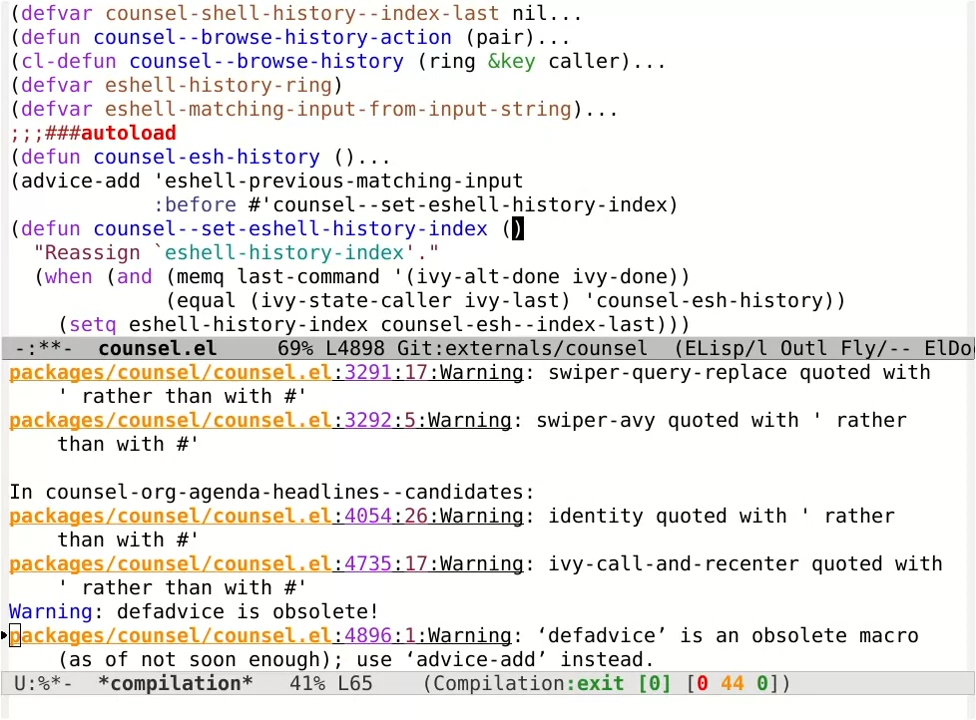 (defvar counsel-shell-history--index-last nil...
(defun counsel--browse-history-action (pair)...
(cl-defun counsel--browse-history (ring &key caller)...
(defvar eshell-history-ring)
(defvar eshell-matching-input-from-input-string)...
;;;###autoload
(defun counsel-esh-history ()...
(advice-add 'eshell-previous-matching-input
            :before #'counsel--set-eshell-history-index)
(defun counsel--set-eshell-history-index ()
  "Reassign `eshell-history-index'."
  (when (and (memq last-command '(ivy-alt-done ivy-done))
             (equal (ivy-state-caller ivy-last) 'counsel-esh-history))
    (setq eshell-history-index counsel-esh--index-last)))
-:**-  counsel.el     69% L4898 Git:externals/counsel  (ELisp/l Outl Fly/-- ElDo
packages/counsel/counsel.el:3291:17:Warning: swiper-query-replace quoted with
    ' rather than with #'
packages/counsel/counsel.el:3292:5:Warning: swiper-avy quoted with ' rather
    than with #'
In counsel-org-agenda-headlines--candidates:
packages/counsel/counsel.el:4054:26:Warning: identity quoted with ' rather
    than with #'
packages/counsel/counsel.el:4735:17:Warning: ivy-call-and-recenter quoted with
    ' rather than with #'
Warning: defadvice is obsolete!
packages/counsel/counsel.el:4896:1:Warning: ‘defadvice’ is an obsolete macro
    (as of not soon enough); use ‘advice-add’ instead.
U:%*-  *compilation*   41% L65    (Compilation:exit [0] [0 44 0])